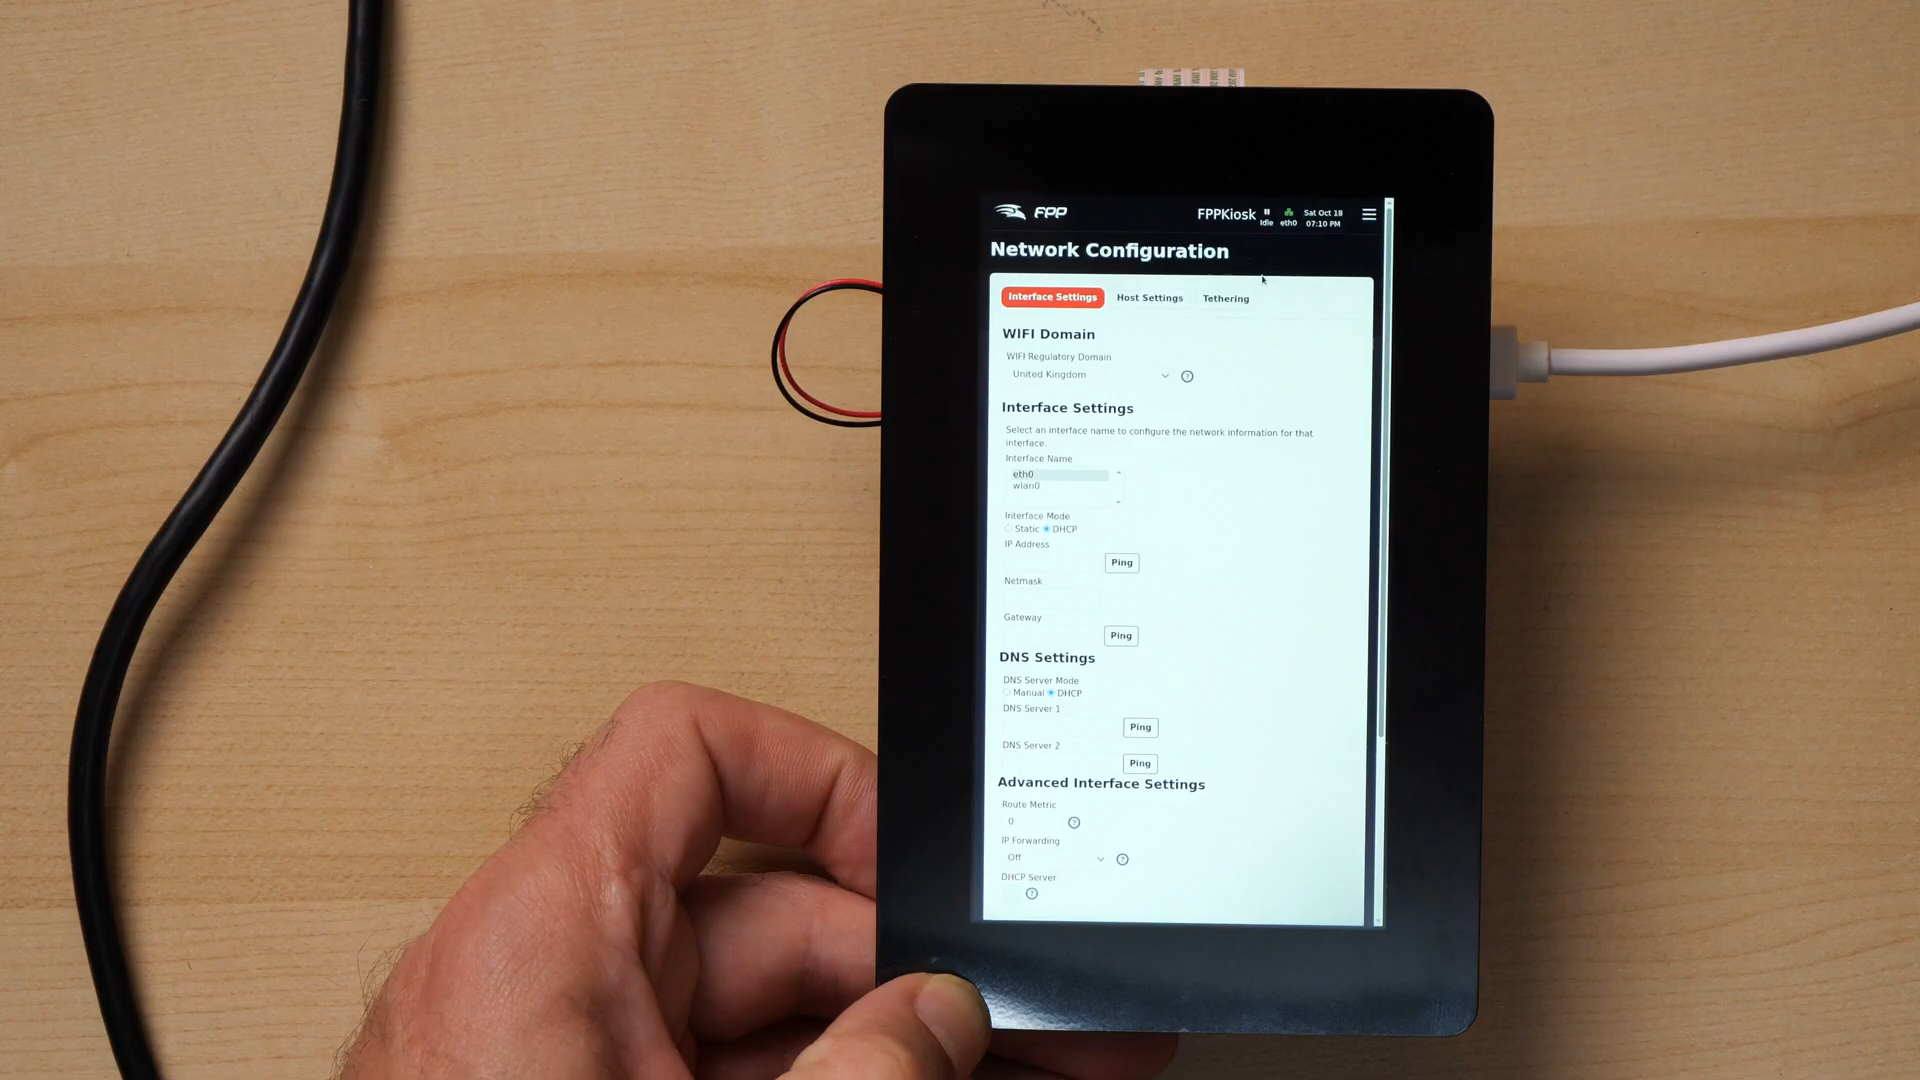 FPP
FPPKiosk
Idle
eth0
Sat Oct 18
07:10 PM
Network Configuration
Interface Settings
Host Settings
Tethering
WIFI Domain
WIFI Regulatory Domain
United Kingdom
Interface Settings
Select an interface name to configure the network information for that
interface.
Interface Name
eth0
wlan0
Interface Mode
Static DHCP
IP Address
Ping
Netmask
Gateway
Ping
DNS Settings
DNS Server Mode
Manual DHCP
DNS Server 1
Ping
DNS Server 2
Ping
Advanced Interface Settings
Route Metric
0
IP Forwarding
Off
DHCP Server